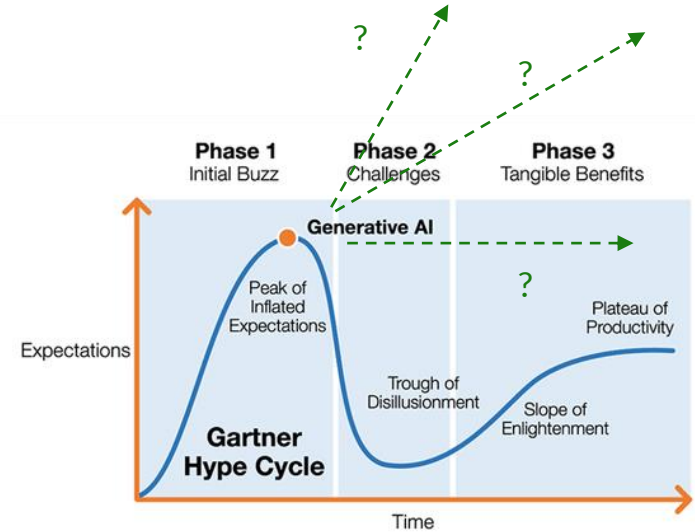 ?
?
Phase 1
Initial Buzz
Phase 2
Challenges
Phase 3
Tangible Benefits
Generative AI
?
Peak of
Inflated
Expectations
Plateau of
Productivity
Expectations
Trough of
Disillusionment
Slope of
Enlightenment
Gartner
Hype Cycle
Time